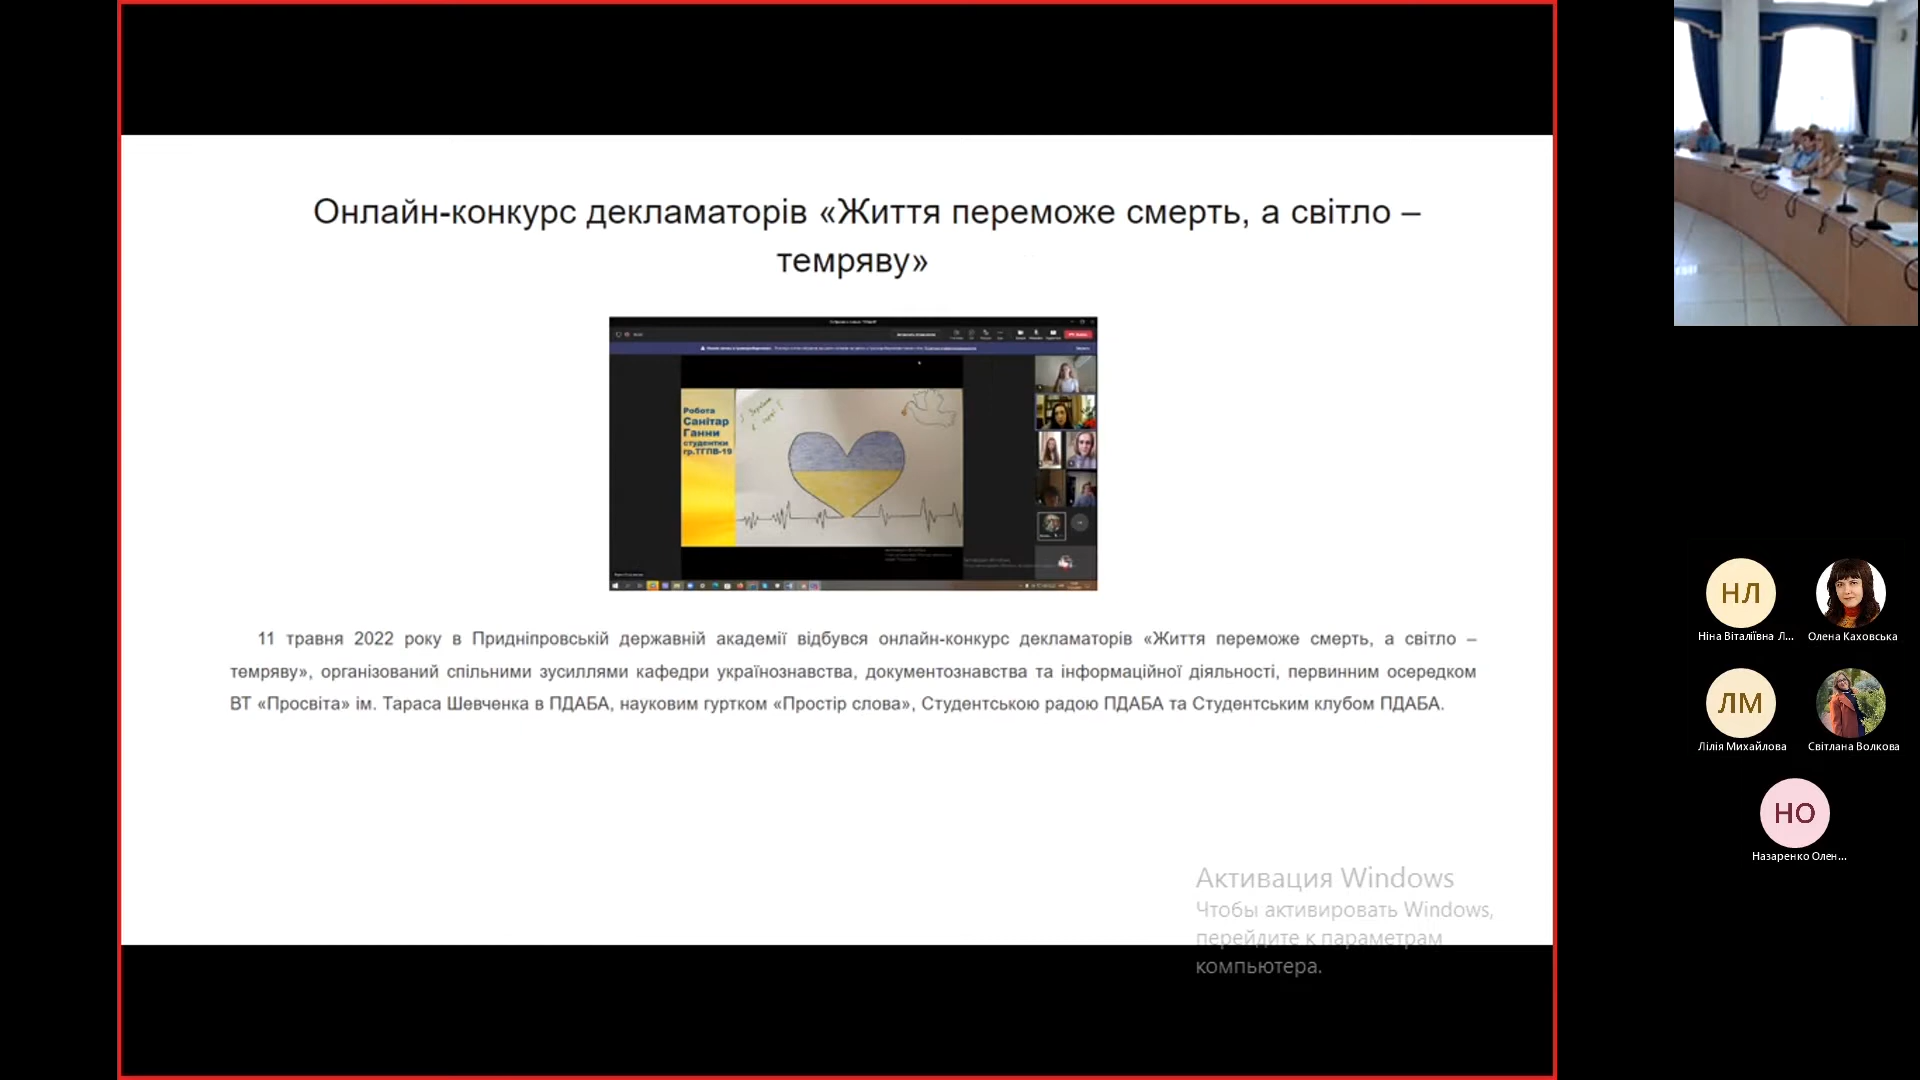 Онлайн-конкурс декламаторів «Життя переможе смерть, а світло –
темряву»
Робота
Санітар
Ганни
студентки
гр.ТГПВ-19
11 травня 2022 року в Придніпровській державній академії відбувся онлайн-конкурс декламаторів «Життя переможе смерть, а світло –
темряву», організований спільними зусиллями кафедри українознавства, документознавства та інформаційної діяльності, первинним осередком
ВТ «Просвіта» ім. Тараса Шевченка в ПДАБА, науковим гуртком «Простір слова», Студентською радою ПДАБА та Студентським клубом ПДАБА.
Активация Windows
Чтобы активировать Windows,
перейдите к параметрам
компьютера.
НЛ
Ніна Віталіївна Л...
Олена Каховська
ЛМ
Лілія Михайлова
Світлана Волкова
НО
Назаренко Олен...